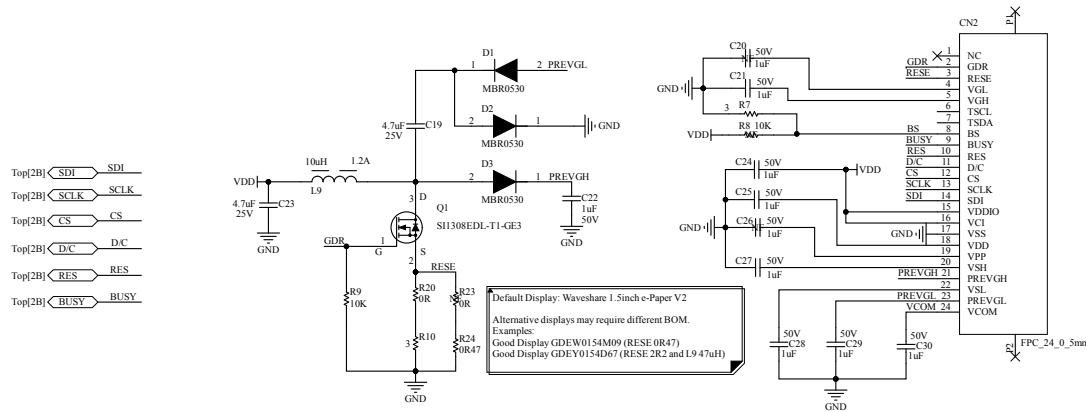 CN2
P1
C20 50V
1uF
C21 50V
1uF
GND
R7
3
R8 10K
VDD
1 NC
GDR 2 GDR
RESE 3 RESE
4 VGL
5 VGH
6 TSCL
7 TSDA
BS 8 BS
BUSY 9 BUSY
RES 10 RES
D/C 11 D/C
CS 12 CS
SCLK 13 SCLK
SDI 14 SDI
15 VDDIO
16 VCI
GND 17 VSS
18 VDD
19 VPP
20 VSH
PREVGH 21 PREVGH
22 VSL
PREVGL 23 PREVGL
VCOM 24 VCOM
P2
FPC_24_0_5mm
C24 50V
1uF
VDD
C25 50V
1uF
C26 50V
1uF
GND
C27 50V
1uF
50V
C28
1uF
50V
C29
1uF
50V
C30
1uF
GND
D1
1 2 PREVGL
MBR0530
D2
2 1 GND
MBR0530
4.7uF C19
25V
D3
2 1 PREVGH
MBR0530
C22
1uF
50V
GND
10uH 1.2A
VDD
L9
4.7uF C23
25V
GND
3 D
Q1
SI1308EDL-T1-GE3
GDR 1
G
S
2
RESE
R9
10K
R20
0R
R23
0R
R10
3
R24
0R47
GND
Default Display: Waveshare 1.5inch e-Paper V2
Alternative displays may require different BOM.
Examples:
Good Display GDEW0154M09 (RESE 0R47)
Good Display GDEY0154D67 (RESE 2R2 and L9 47uH)
Top[2B] SDI SDI
Top[2B] SCLK SCLK
Top[2B] CS CS
Top[2B] D/C D/C
Top[2B] RES RES
Top[2B] BUSY BUSY